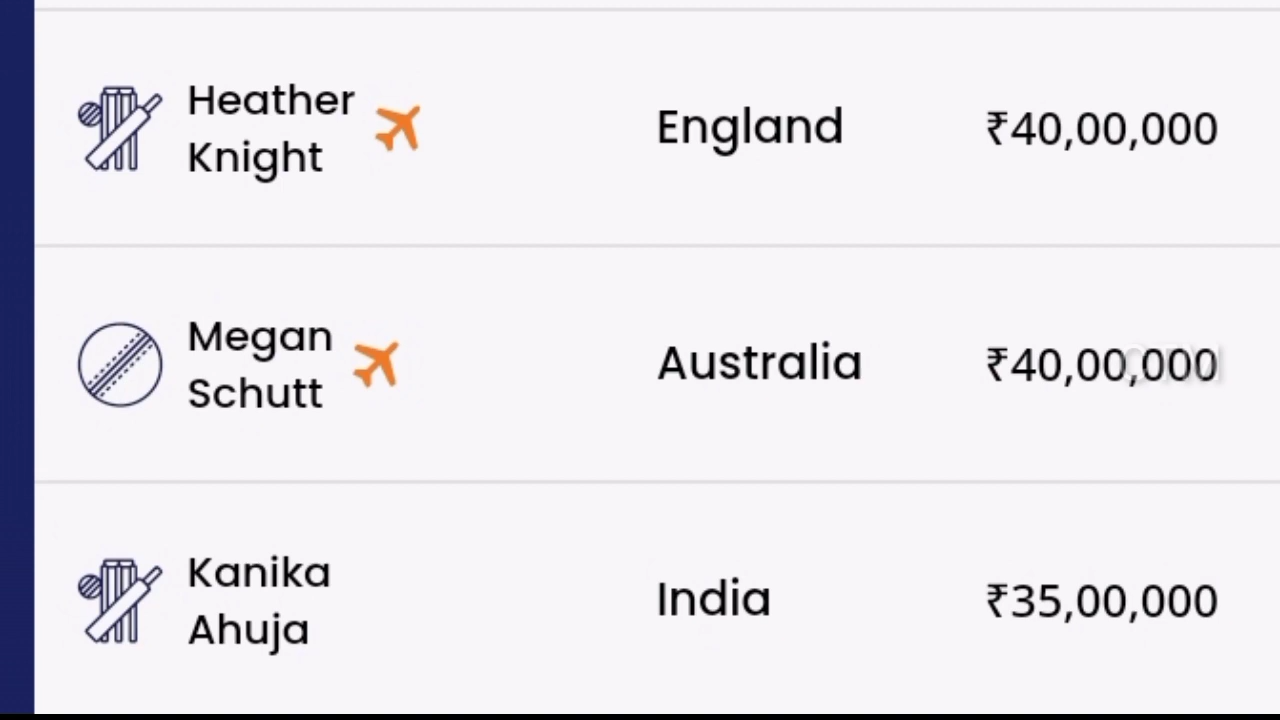 Heather
Knight
England
₹40,00,000
Megan
Schutt
Australia
₹40,00,000
Kanika
Ahuja
India
₹35,00,000